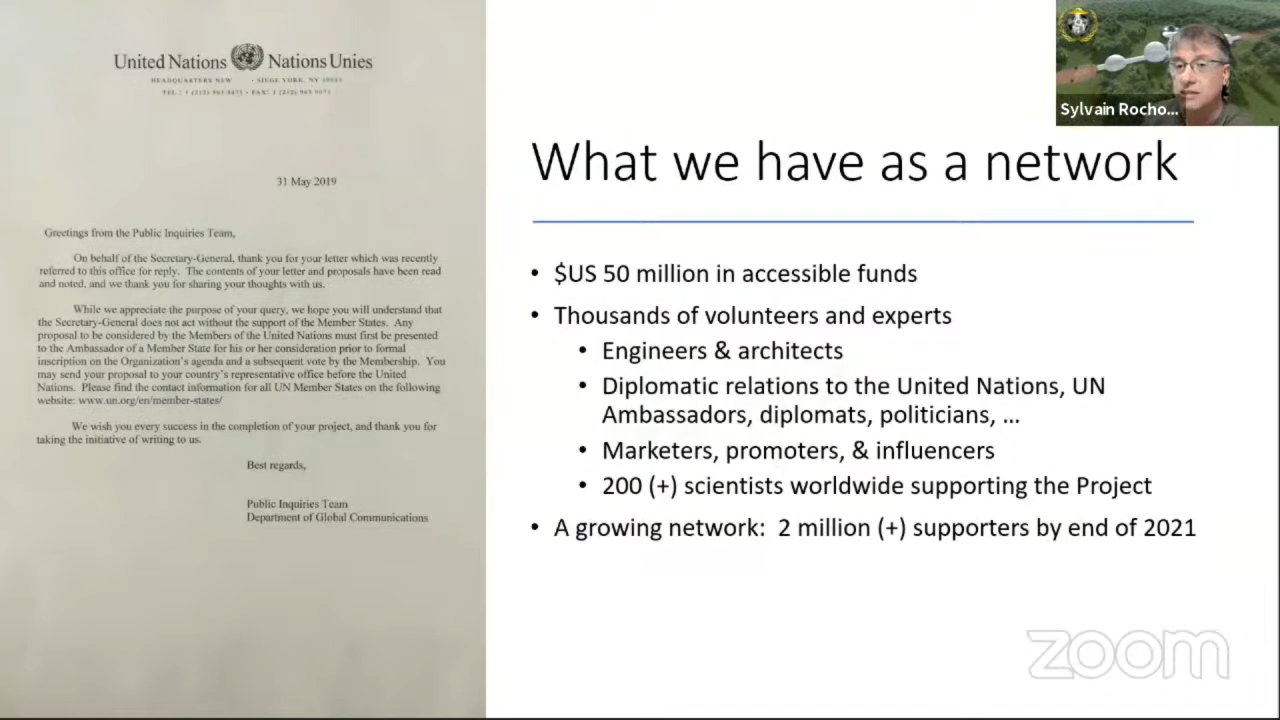 United Nations Nations Unies
HEADQUARTERS NEW · SIEGE YORK, NY 10017
31 May 2019
Greetings from the Public Inquiries Team,
On behalf of the Secretary-General, thank you for your letter which was recently
referred to this office for reply. The contents of your letter and proposals have been read
and noted, and we thank you for sharing your thoughts with us.
While we appreciate the purpose of your query, we hope you will understand that
the Secretary-General does not act without the support of the Member States. Any
proposal to be considered by the Members of the United Nations must first be presented
to the Ambassador of a Member State for his or her consideration prior to formal
inscription on the Organization's agenda and a subsequent vote by the Membership. You
may send your proposal to your country's representative office before the United
Nations. Please find the contact information for all UN Member States on the following
website: www.un.org/en/member-states/
We wish you every success in the completion of your project, and thank you for
taking the initiative of writing to us.
Best regards,
Public Inquiries Team
Department of Global Communications
Sylvain Rocho...
What we have as a network
• $US 50 million in accessible funds
• Thousands of volunteers and experts
• Engineers & architects
• Diplomatic relations to the United Nations, UN
Ambassadors, diplomats, politicians, ...
• Marketers, promoters, & influencers
• 200 (+) scientists worldwide supporting the Project
• A growing network: 2 million (+) supporters by end of 2021
zoom